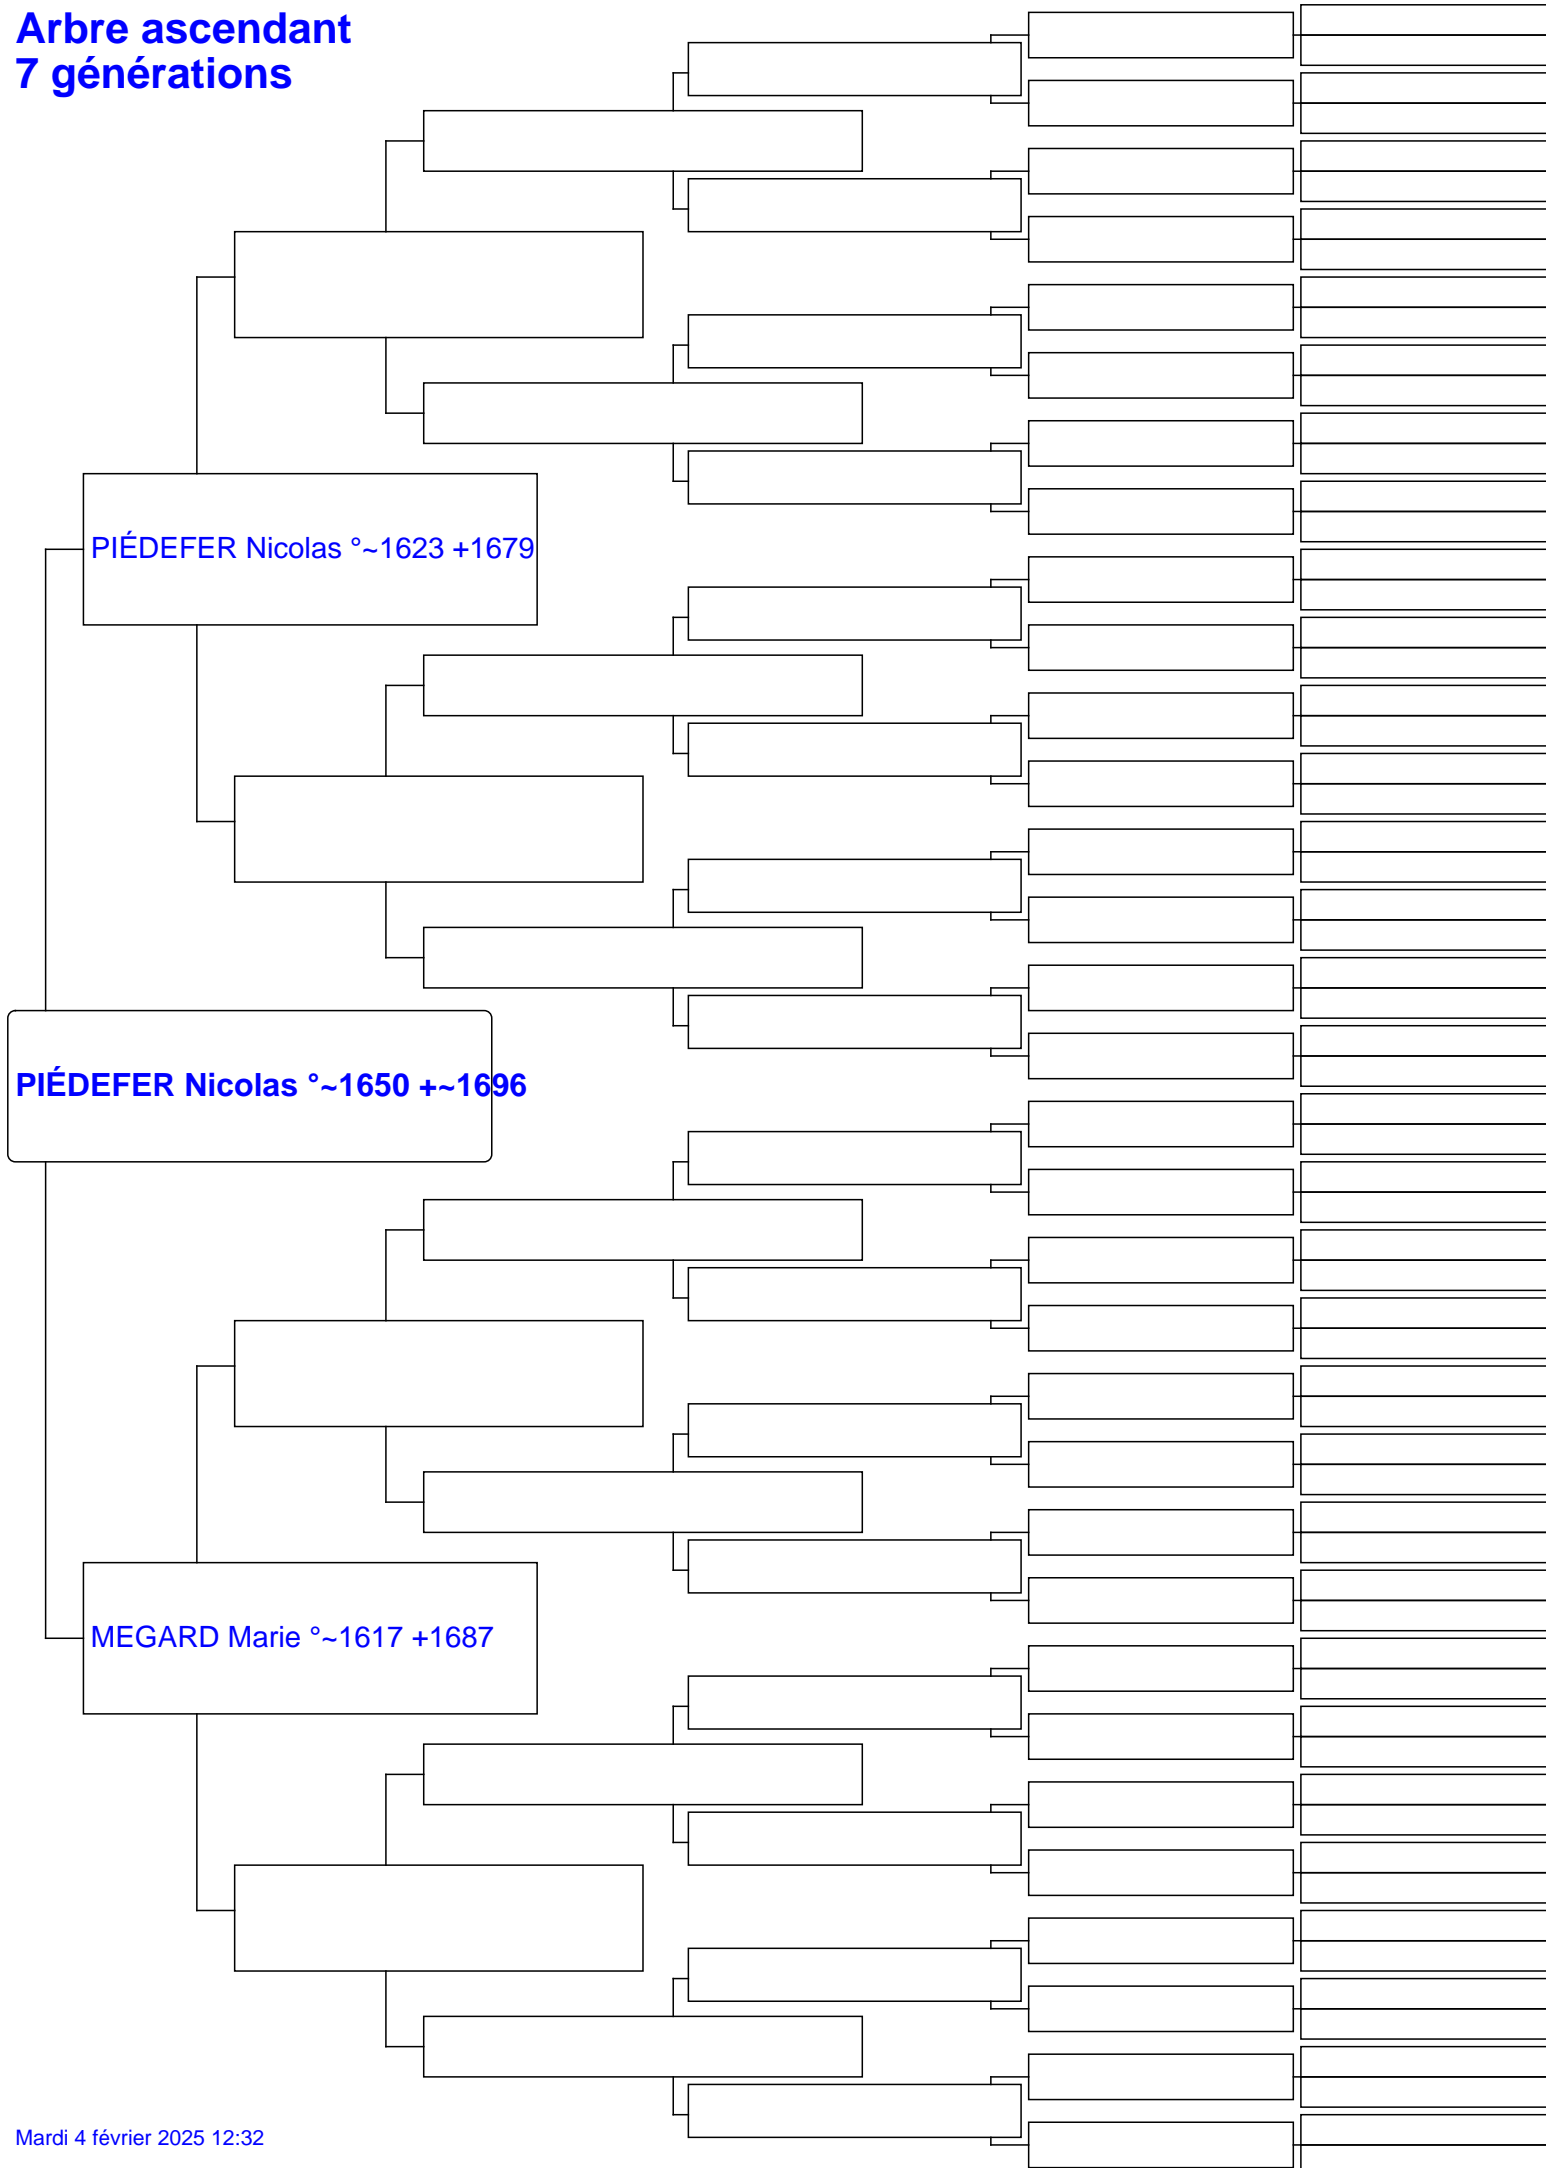 Arbre ascendant
7 générations
PIÉDEFER Nicolas °~1623 +1679
PIÉDEFER Nicolas °~1650 +~1696
MEGARD Marie °~1617 +1687
Mardi 4 février 2025 12:32